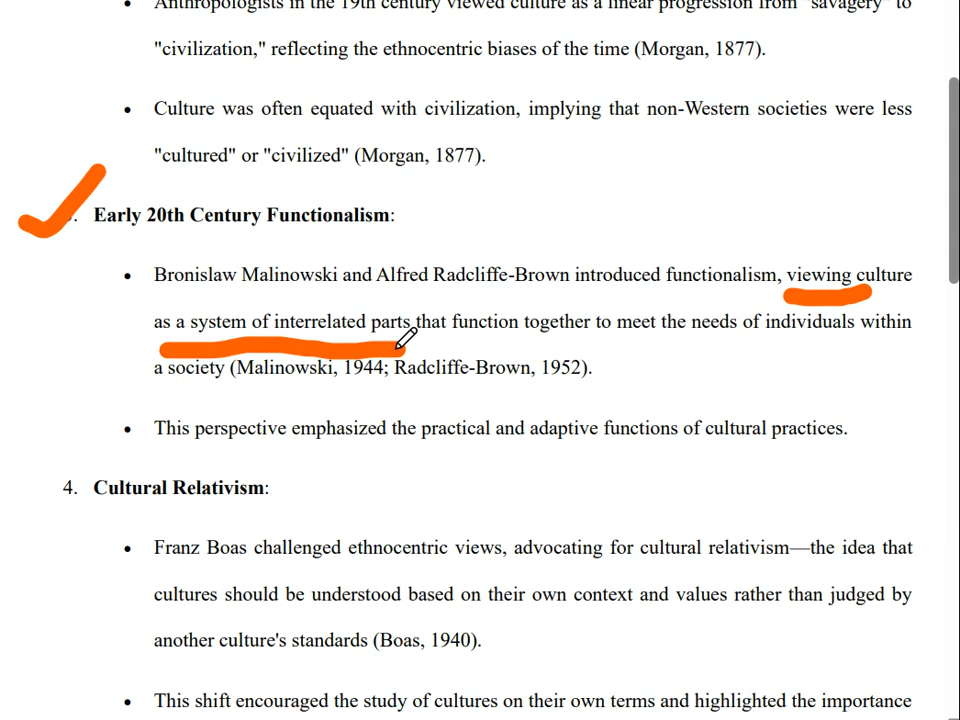 • Anthropologists in the 19th century viewed culture as a linear progression from "savagery" to
"civilization," reflecting the ethnocentric biases of the time (Morgan, 1877).
• Culture was often equated with civilization, implying that non-Western societies were less
"cultured" or "civilized" (Morgan, 1877).
Early 20th Century Functionalism:
• Bronislaw Malinowski and Alfred Radcliffe-Brown introduced functionalism, viewing culture
as a system of interrelated parts that function together to meet the needs of individuals within
a society (Malinowski, 1944; Radcliffe-Brown, 1952).
• This perspective emphasized the practical and adaptive functions of cultural practices.
4. Cultural Relativism:
• Franz Boas challenged ethnocentric views, advocating for cultural relativism—the idea that
cultures should be understood based on their own context and values rather than judged by
another culture's standards (Boas, 1940).
• This shift encouraged the study of cultures on their own terms and highlighted the importance